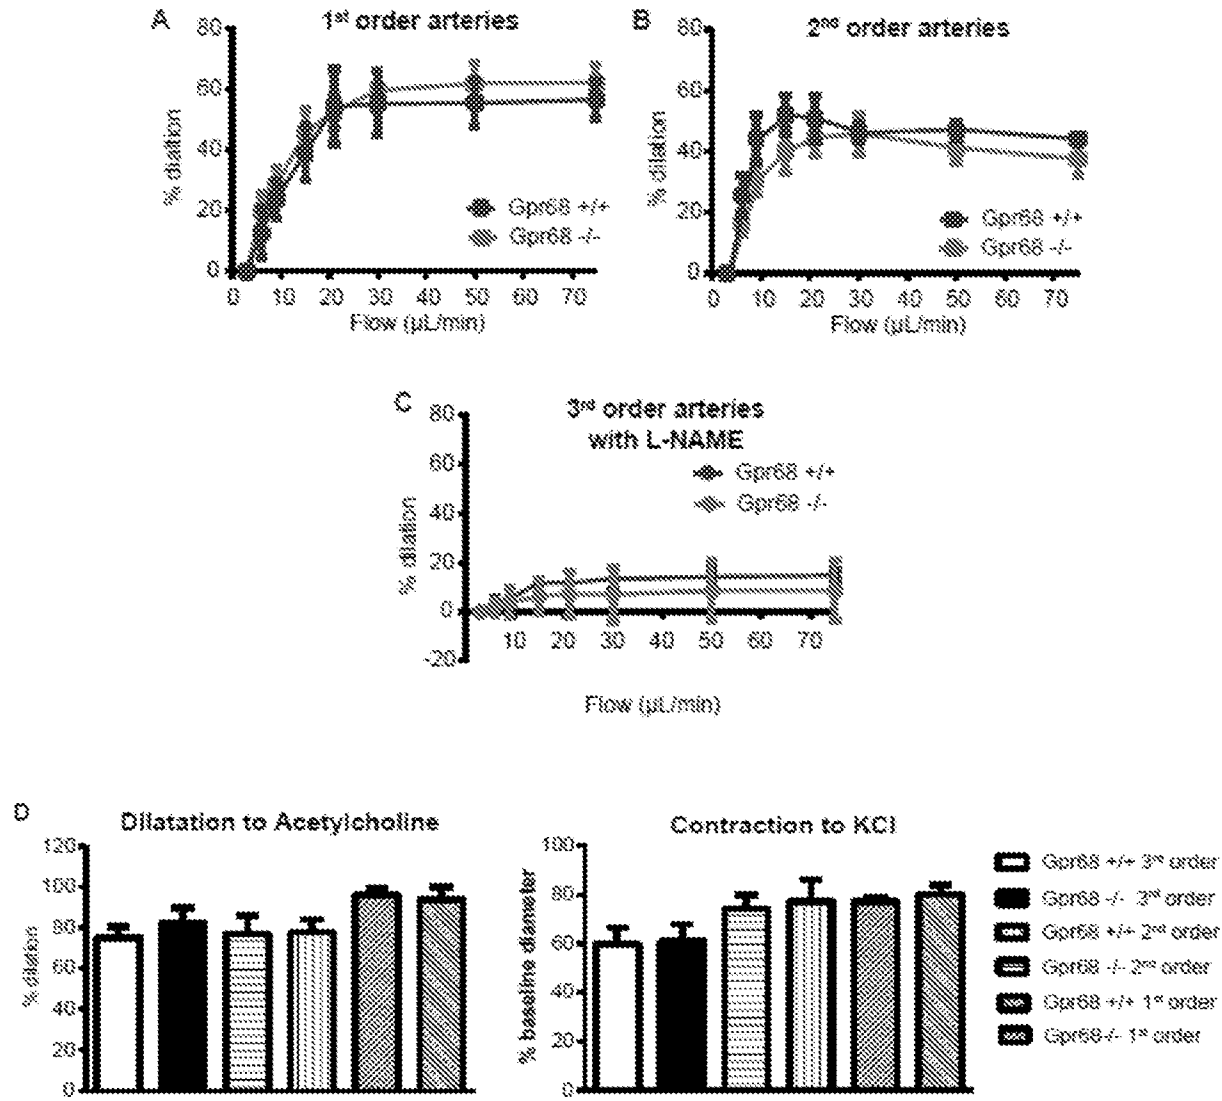 A
1st order arteries
80
60
40
20
0
% dialtion
Gpr68 +/+
Gpr68 -/-
0 10 20 30 40 50 60 70
Flow (µL/min)
B
2nd order arteries
80
60
40
20
0
% dilation
Gpr68 +/+
Gpr68 -/-
0 10 20 30 40 50 60 70
Flow (µL/min)
C
3rd order arteries
with L-NAME
80
60
40
20
0
-20
% dilation
Gpr68 +/+
Gpr68 -/-
10 20 30 40 50 60 70
Flow (µL/min)
D
Dilatation to Acetylcholine
120
100
80
60
40
20
0
% dilation
Contraction to KCl
100
80
60
40
20
0
% baseline diameter
Gpr68 +/+ 3rd order
Gpr68 -/- 3rd order
Gpr68 +/+ 2nd order
Gpr68 -/- 2nd order
Gpr68 +/+ 1st order
Gpr68-/- 1st order